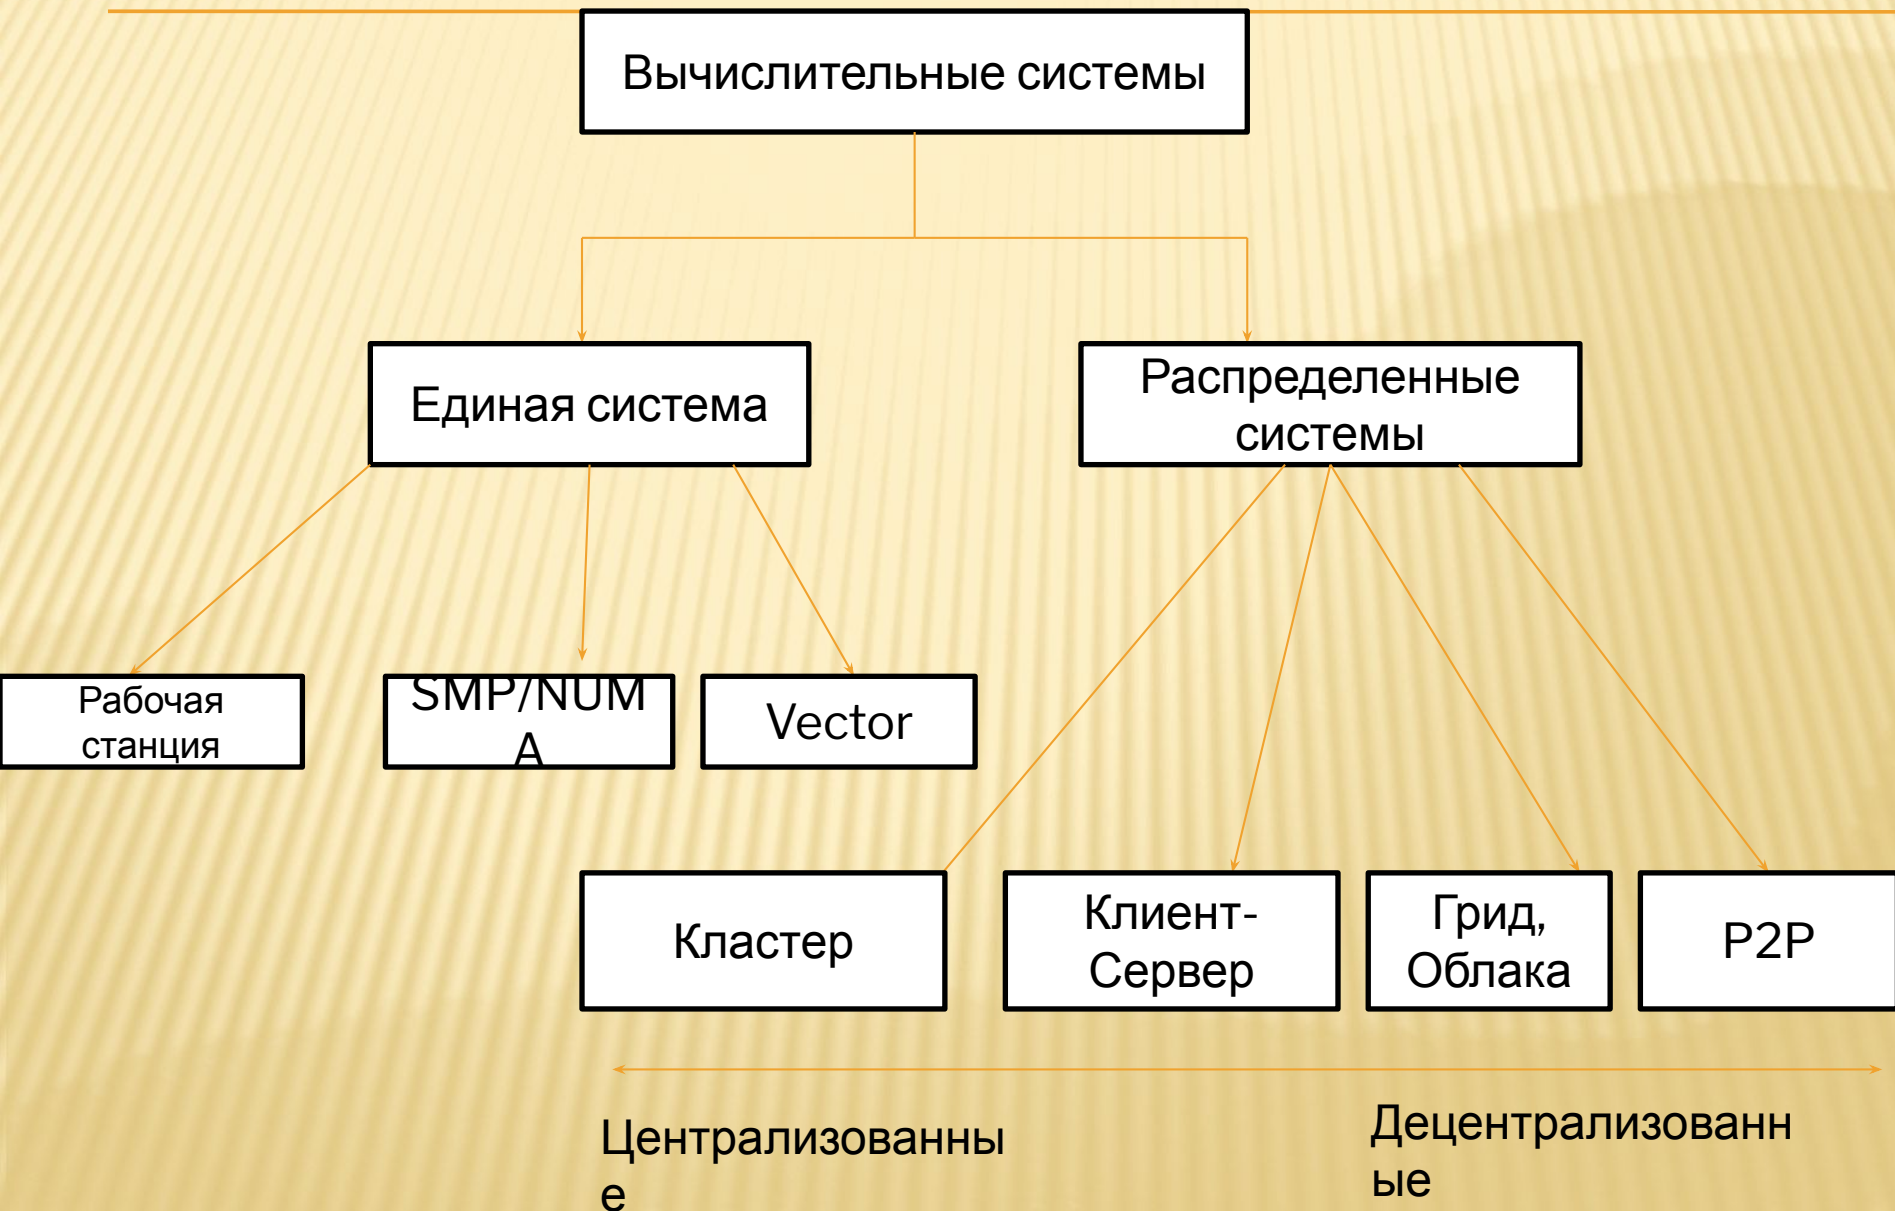 Вычислительные системы
Единая система
Распределенные
системы
Рабочая
станция
SMP/NUM
A
Vector
Кластер
Клиент-
Сервер
Грид,
Облака
P2P
Централизованны
е
Децентрализованн
ые